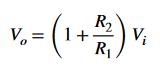 V_o = (1 + R_2/R_1) V_i